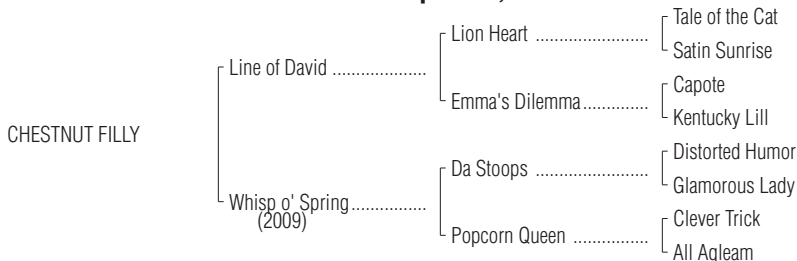 Tale of the Cat
Lion Heart ........................
Satin Sunrise
Line of David ....................
Capote
Emma's Dilemma..............
Kentucky Lill
CHESTNUT FILLY
Distorted Humor
Da Stoops ........................
Glamorous Lady
Whisp o' Spring................
(2009)
Clever Trick
Popcorn Queen ................
All Agleam